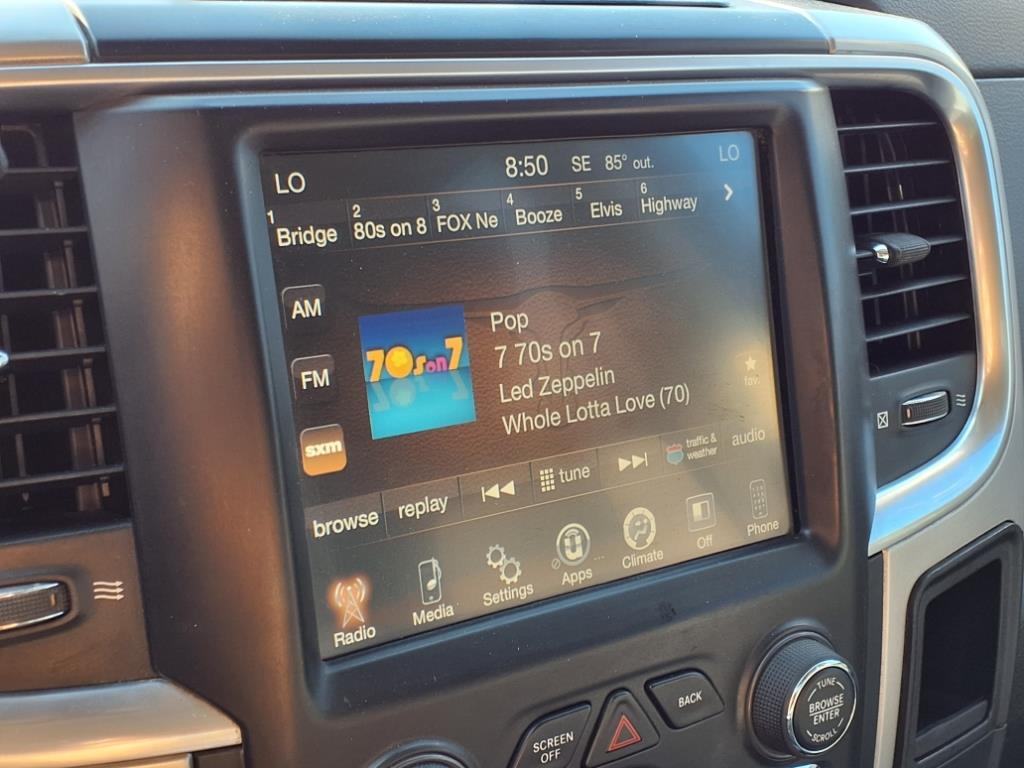 LO 8:50 SE 85° out. LO
1 Bridge 2 80s on 8 3 FOX Ne 4 Booze 5 Elvis 6 Highway
AM
FM
sxm
70s on 7
Pop
7 70s on 7
Led Zeppelin
Whole Lotta Love (70)
fav.
browse replay tune traffic & weather audio
Radio Media Settings Apps Climate Off Phone
SCREEN OFF
BACK
TUNE
BROWSE
ENTER
SCROLL